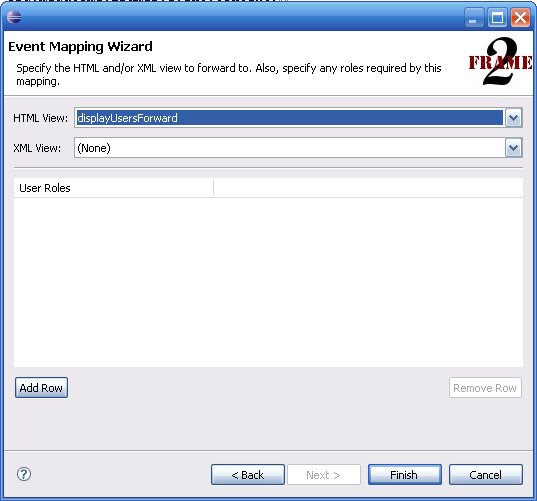 Event Mapping Wizard
Specify the HTML and/or XML view to forward to. Also, specify any roles required by this
mapping.
FRAME
2
HTML View: displayUsersForward
XML View: (None)
User Roles
Add Row Remove Row
? < Back Next > Finish Cancel